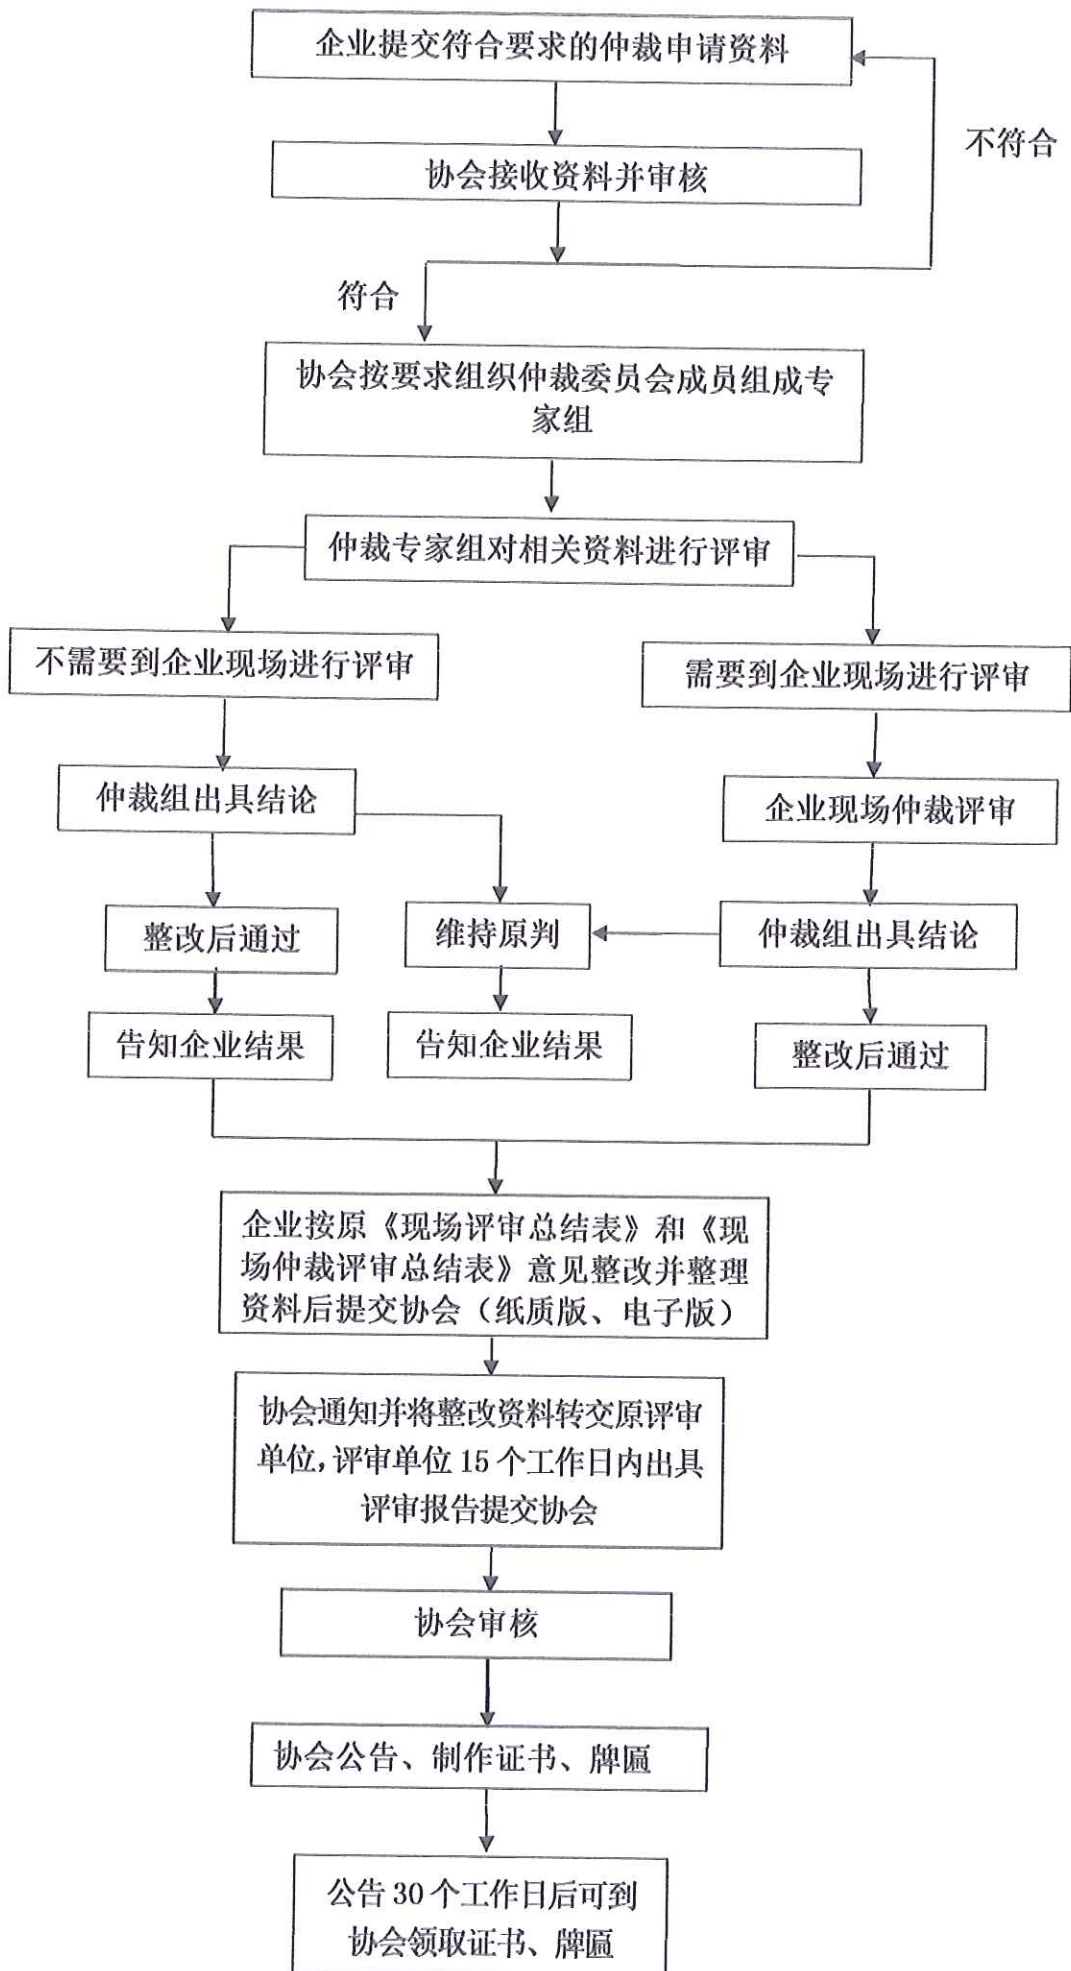 企业提交符合要求的仲裁申请资料
不符合
协会接收资料并审核
符合
协会按要求组织仲裁委员会成员组成专
家组
仲裁专家组对相关资料进行评审
不需要到企业现场进行评审
需要到企业现场进行评审
仲裁组出具结论
企业现场仲裁评审
整改后通过
维持原判
仲裁组出具结论
告知企业结果
告知企业结果
整改后通过
企业按原《现场评审总结表》和《现
场仲裁评审总结表》意见整改并整理
资料后提交协会（纸质版、电子版）
协会通知并将整改资料转交原评审
单位,评审单位 15 个工作日内出具
评审报告提交协会
协会审核
协会公告、制作证书、牌匾
公告 30 个工作日后可到
协会领取证书、牌匾